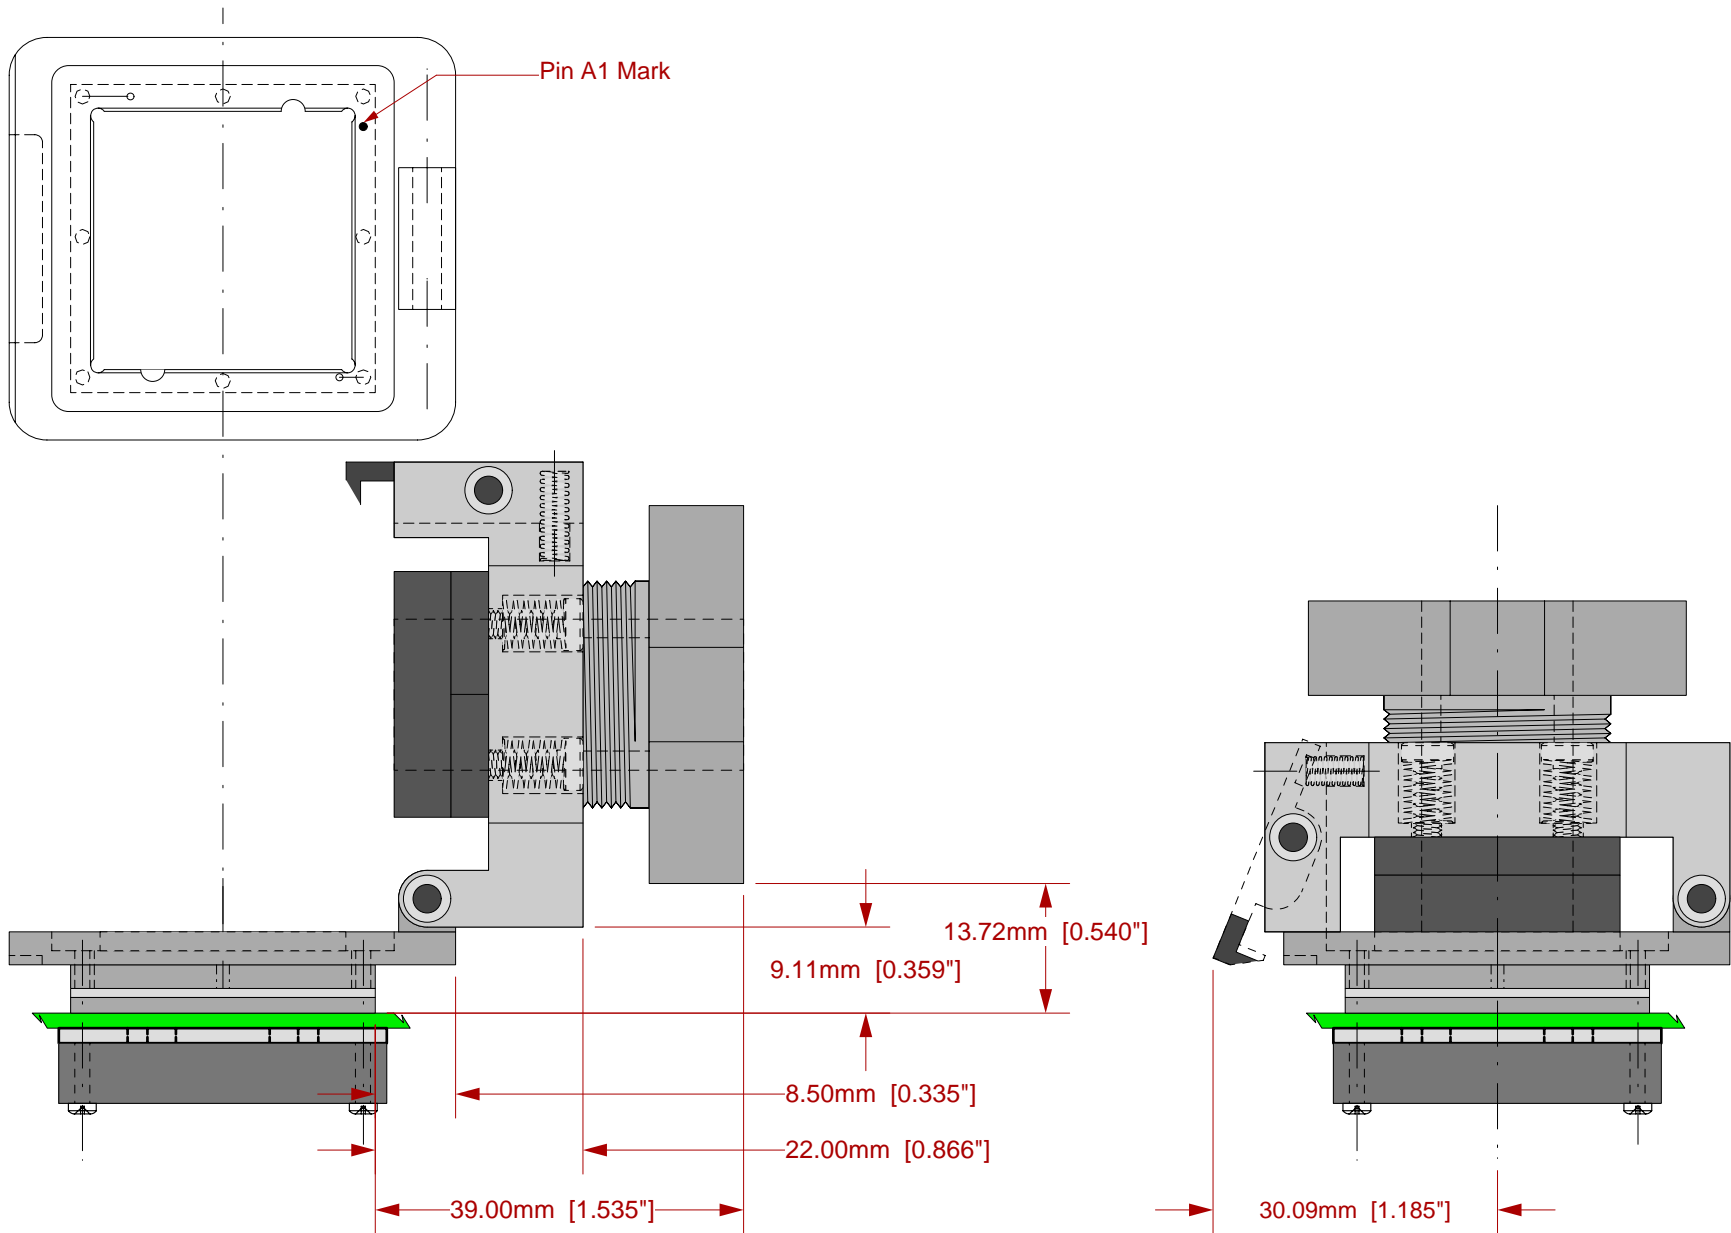 Pin A1 Mark
13.72mm [0.540"]
9.11mm [0.359"]
8.50mm [0.335"]
22.00mm [0.866"]
39.00mm [1.535"]
30.09mm [1.185"]